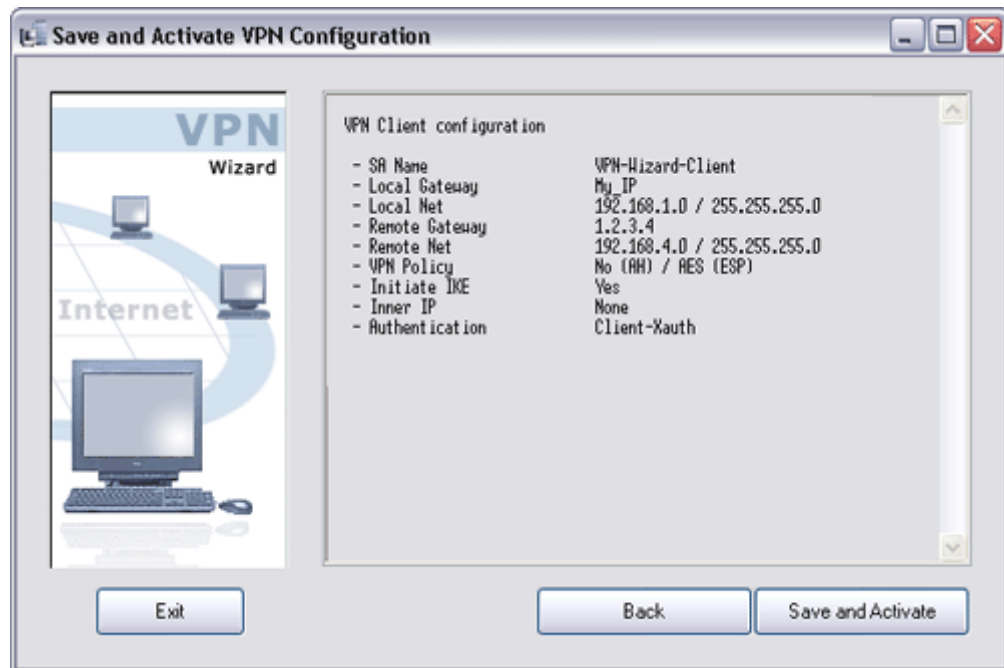 Save and Activate VPN Configuration
VPN
Wizard
Internet
VPN Client configuration
- SA Name VPN-Wizard-Client
- Local Gateway My_IP
- Local Net 192.168.1.0 / 255.255.255.0
- Remote Gateway 1.2.3.4
- Remote Net 192.168.4.0 / 255.255.255.0
- VPN Policy No (AH) / AES (ESP)
- Initiate IKE Yes
- Inner IP None
- Authentication Client-Xauth
Exit
Back
Save and Activate